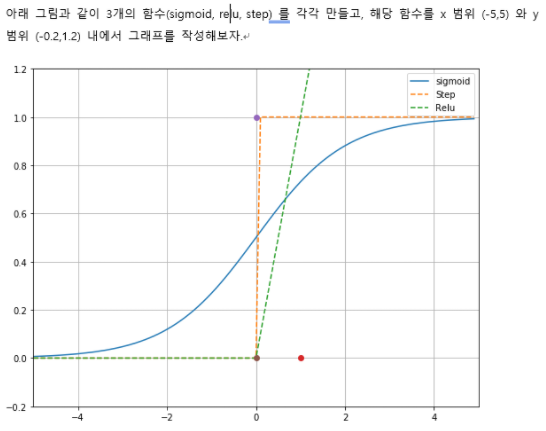 아래 그림과 같이 3개의 함수(sigmoid, relu, step) 를 각각 만들고, 해당 함수를 x 범위 (-5,5) 와 y
범위 (-0.2,1.2) 내에서 그래프를 작성해보자.
1.2
sigmoid
Step
Relu
1.0
0.8
0.6
0.4
0.2
0.0
−0.2
−4
−2
0
2
4